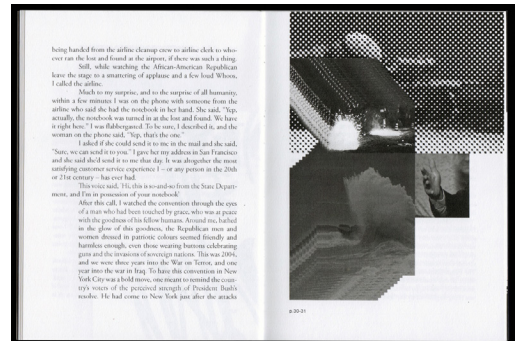 being handed from the airline cleanup crew to airline clerk to who-
ever ran the lost and found at the airport, if there was such a thing.
Still, while watching the African-American Republican
leave the stage to a smattering of applause and a few loud Whoos,
I called the airline.
Much to my surprise, and to the surprise of all humanity,
within a few minutes I was on the phone with someone from the
airline who said she had the notebook in her hand. She said, "Yep,
actually, the notebook was turned in at the lost and found. We have
it right here." I was flabbergasted. To be sure, I described it, and the
woman on the phone said, "Yep, that's the one."
I asked if she could send it to me in the mail and she said,
"Sure, we can send it to you." I gave her my address in San Francisco
and she said she'd send it to me that day. It was altogether the most
satisfying customer service experience I – or any person in the 20th
or 21st century – has ever had.
This voice said, 'Hi, this is so-and-so from the State Depart-
ment, and I'm in possession of your notebook'
After this call, I watched the convention through the eyes
of a man who had been touched by grace, who was at peace
with the goodness of his fellow humans. Around me, bathed
in the glow of this goodness, the Republican men and
women dressed in patriotic colours seemed friendly and
harmless enough, even those wearing buttons celebrating
guns and the invasions of sovereign nations. This was 2004,
and we were three years into the War on Terror, and one
year into the war in Iraq. To have this convention in New
York City was a bold move, one meant to remind the coun-
try's voters of the perceived strength of President Bush's
resolve. He had come to New York just after the attacks
p 20-21